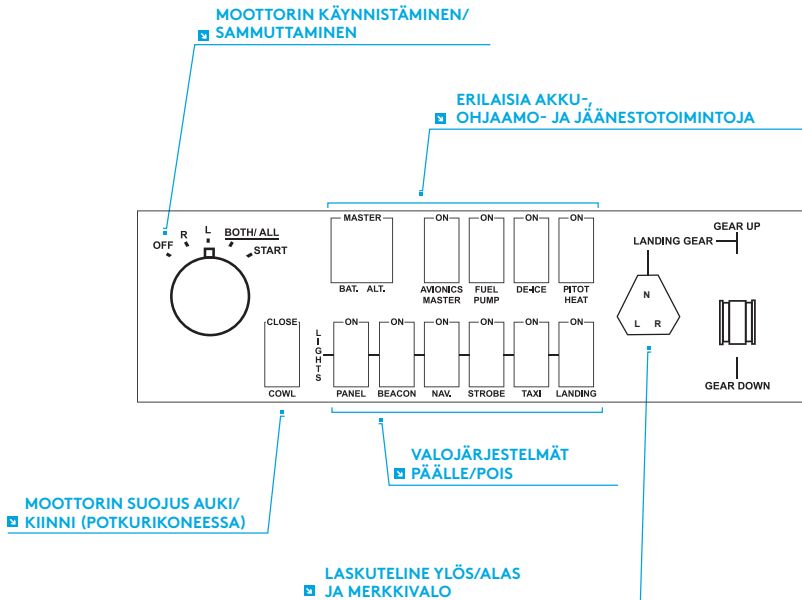 MOOTTORIN KÄYNNISTÄMINEN/
SAMMUTTAMINEN
ERILAISIA AKKU-,
OHJAAMO- JA JÄÄNESTOTOIMINTOJA
OFF
R
L
BOTH/ ALL
START
MASTER
BAT. ALT.
ON
AVIONICS
MASTER
ON
FUEL
PUMP
ON
DE-ICE
ON
PITOT
HEAT
LANDING GEAR
GEAR UP
N
L R
GEAR DOWN
CLOSE
COWL
LIGHTS
ON
PANEL
ON
BEACON
ON
NAV.
ON
STROBE
ON
TAXI
ON
LANDING
VALOJÄRJESTELMÄT
PÄÄLLE/POIS
MOOTTORIN SUOJUS AUKI/
KIINNI (POTKURIKONEESSA)
LASKUTELINE YLÖS/ALAS
JA MERKKIVALO